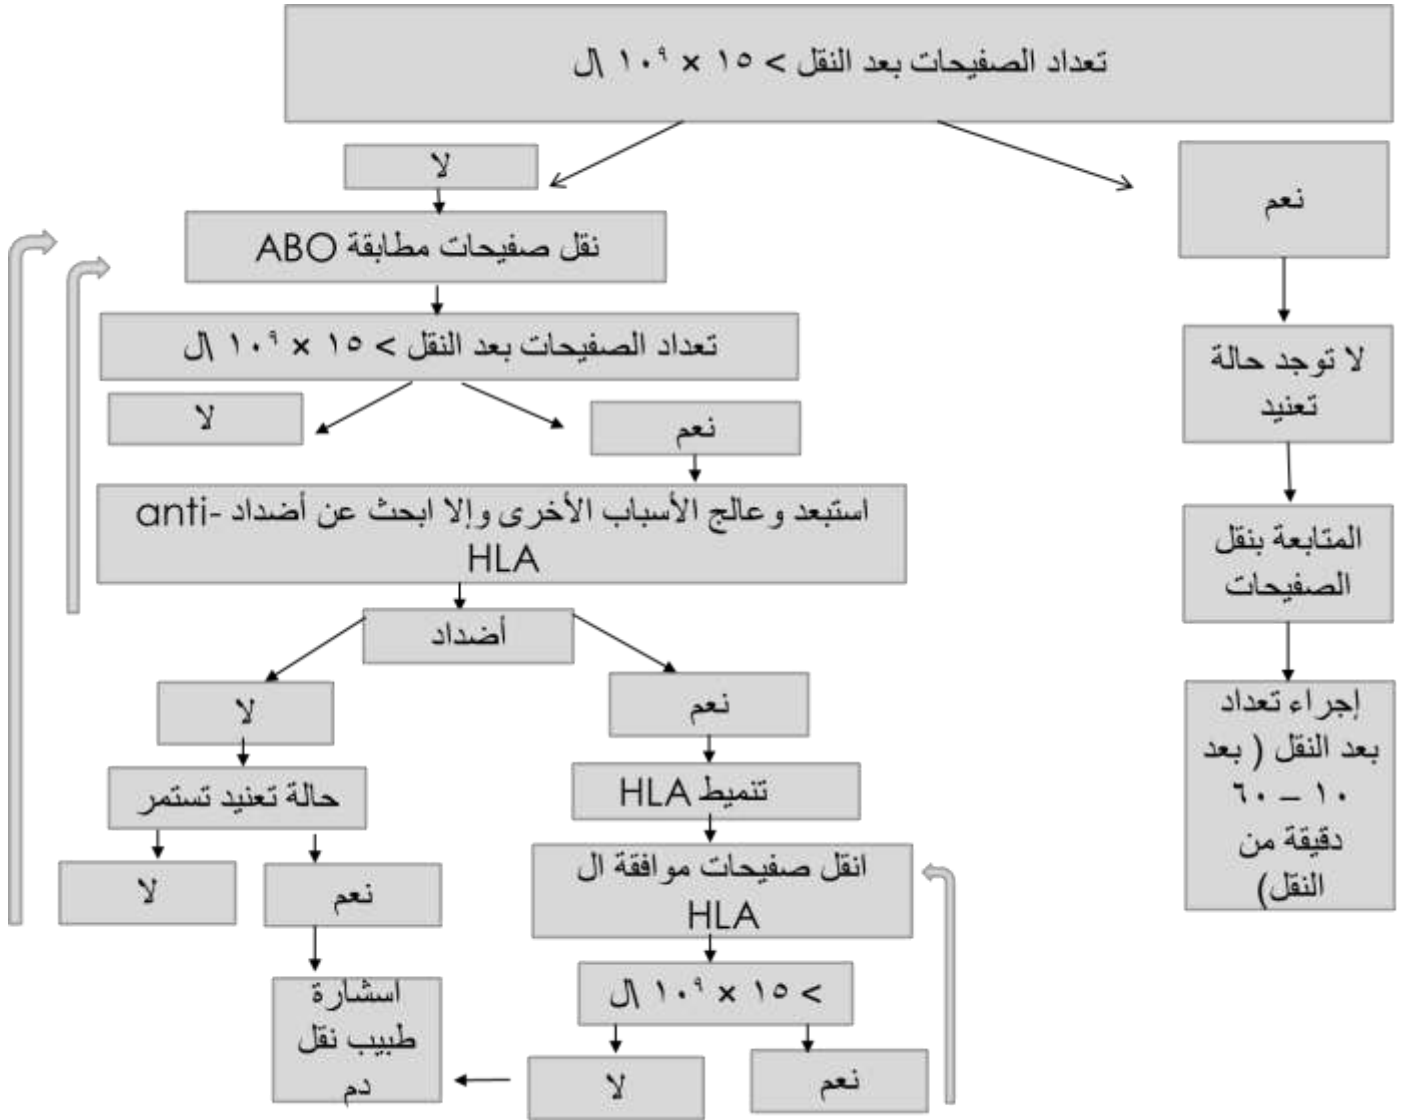 تعداد الصفيحات بعد النقل > ١٥ × ١٠⁹ \ل
لا
نعم
نقل صفيحات مطابقة ABO
تعداد الصفيحات بعد النقل > ١٥ × ١٠⁹ \ل
لا توجد حالة
تعنيد
لا
نعم
استبعد وعالج الأسباب الأخرى وإلا ابحث عن أضداد anti-
HLA
المتابعة بنقل
الصفيحات
أضداد
لا
نعم
إجراء تعداد
بعد النقل ( بعد
١٠ – ٦٠
دقيقة من
النقل)
حالة تعنيد تستمر
تنميط HLA
لا
نعم
انقل صفيحات موافقة ال
HLA
> ١٥ × ١٠⁹ \ل
اسشارة
طبيب نقل
دم
لا
نعم